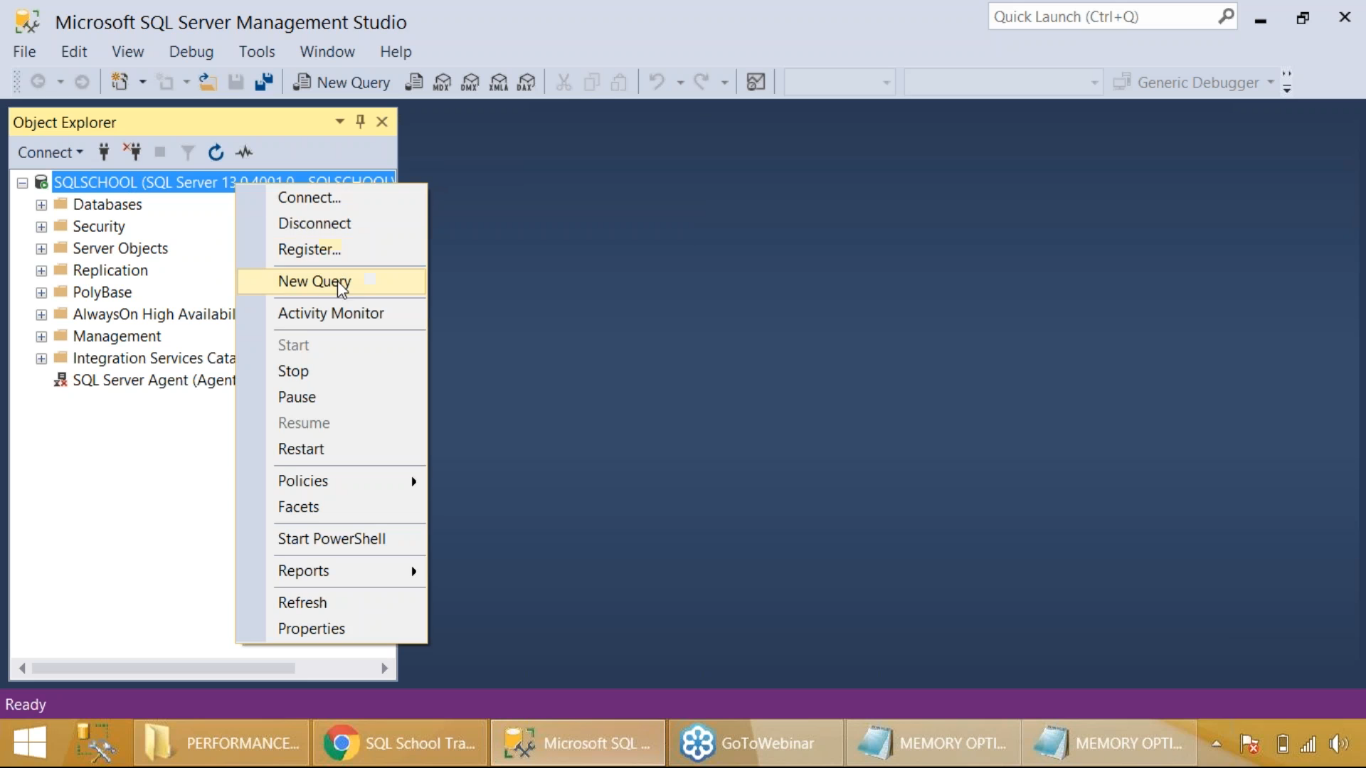 Microsoft SQL Server Management Studio
Quick Launch (Ctrl+Q)
File Edit View Debug Tools Window Help
New Query MDX DMX XMLA DAX Generic Debugger
Object Explorer
Connect
SQLSCHOOL (SQL Server 13.0.4001.0 - SQLSCHOOL\
Databases
Security
Server Objects
Replication
PolyBase
AlwaysOn High Availabil
Management
Integration Services Cata
SQL Server Agent (Agent
Connect...
Disconnect
Register...
New Query
Activity Monitor
Start
Stop
Pause
Resume
Restart
Policies
Facets
Start PowerShell
Reports
Refresh
Properties
Ready
PERFORMANCE... SQL School Tra... Microsoft SQL ... GoToWebinar MEMORY OPTI... MEMORY OPTI...